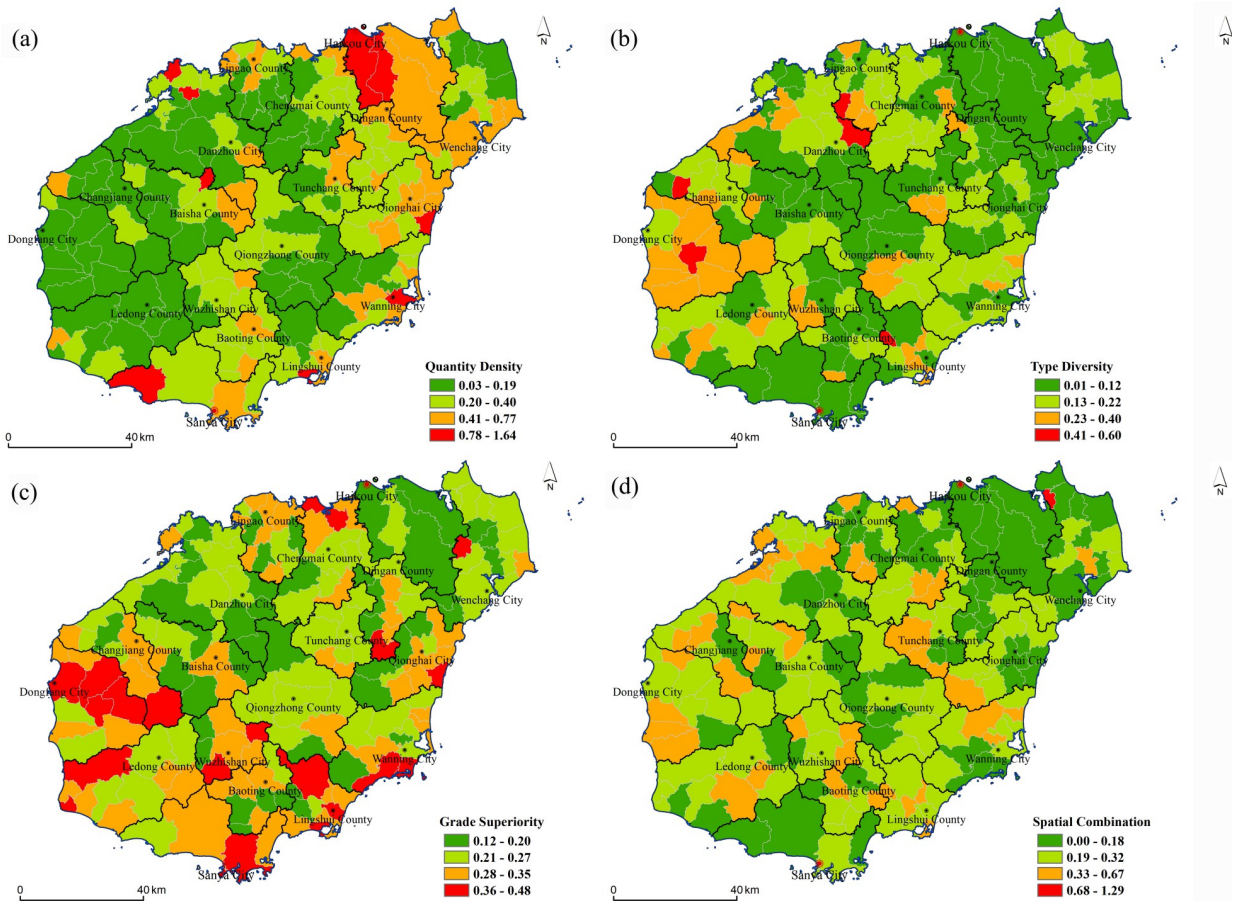 (a)
N
Haikou City
Lingao County
Chengmai County
Dingan County
Wenchang City
Danzhou City
Tunchang County
Changjiang County
Qionghai City
Baisha County
Dongfang City
Qiongzhong County
Wanning City
Ledong County
Wuzhishan City
Baoting County
Lingshui County
Sanya City
Quantity Density
0.03 - 0.19
0.20 - 0.40
0.41 - 0.77
0.78 - 1.64
0
40 km
(b)
N
Haikou City
Lingao County
Chengmai County
Dingan County
Wenchang City
Danzhou City
Tunchang County
Changjiang County
Qionghai City
Baisha County
Dongfang City
Qiongzhong County
Wanning City
Ledong County
Wuzhishan City
Baoting County
Lingshui County
Sanya City
Type Diversity
0.01 - 0.12
0.13 - 0.22
0.23 - 0.40
0.41 - 0.60
0
40 km
(c)
N
Haikou City
Lingao County
Chengmai County
Dingan County
Wenchang City
Danzhou City
Tunchang County
Changjiang County
Qionghai City
Baisha County
Dongfang City
Qiongzhong County
Wanning City
Ledong County
Wuzhishan City
Baoting County
Lingshui County
Sanya City
Grade Superiority
0.12 - 0.20
0.21 - 0.27
0.28 - 0.35
0.36 - 0.48
0
40 km
(d)
N
Haikou City
Lingao County
Chengmai County
Dingan County
Wenchang City
Danzhou City
Tunchang County
Changjiang County
Qionghai City
Baisha County
Dongfang City
Qiongzhong County
Wanning City
Ledong County
Wuzhishan City
Baoting County
Lingshui County
Sanya City
Spatial Combination
0.00 - 0.18
0.19 - 0.32
0.33 - 0.67
0.68 - 1.29
0
40 km